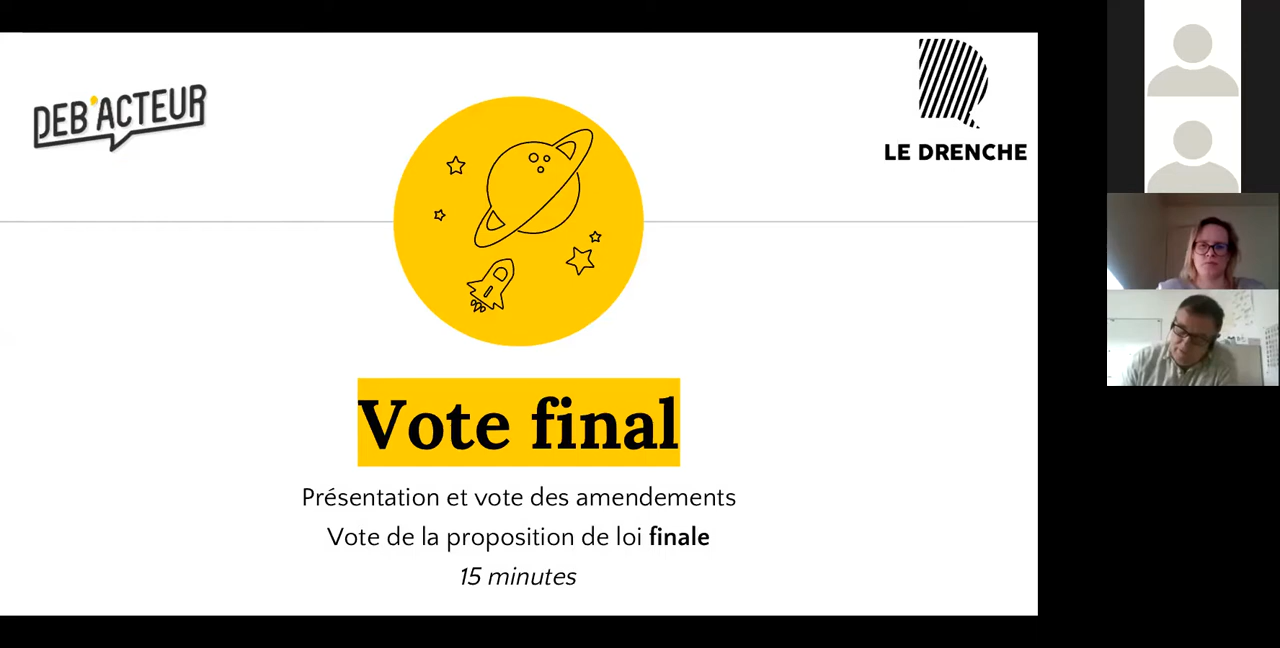 DEB'ACTEUR
LE DRENCHE
Vote final
Présentation et vote des amendements
Vote de la proposition de loi finale
15 minutes